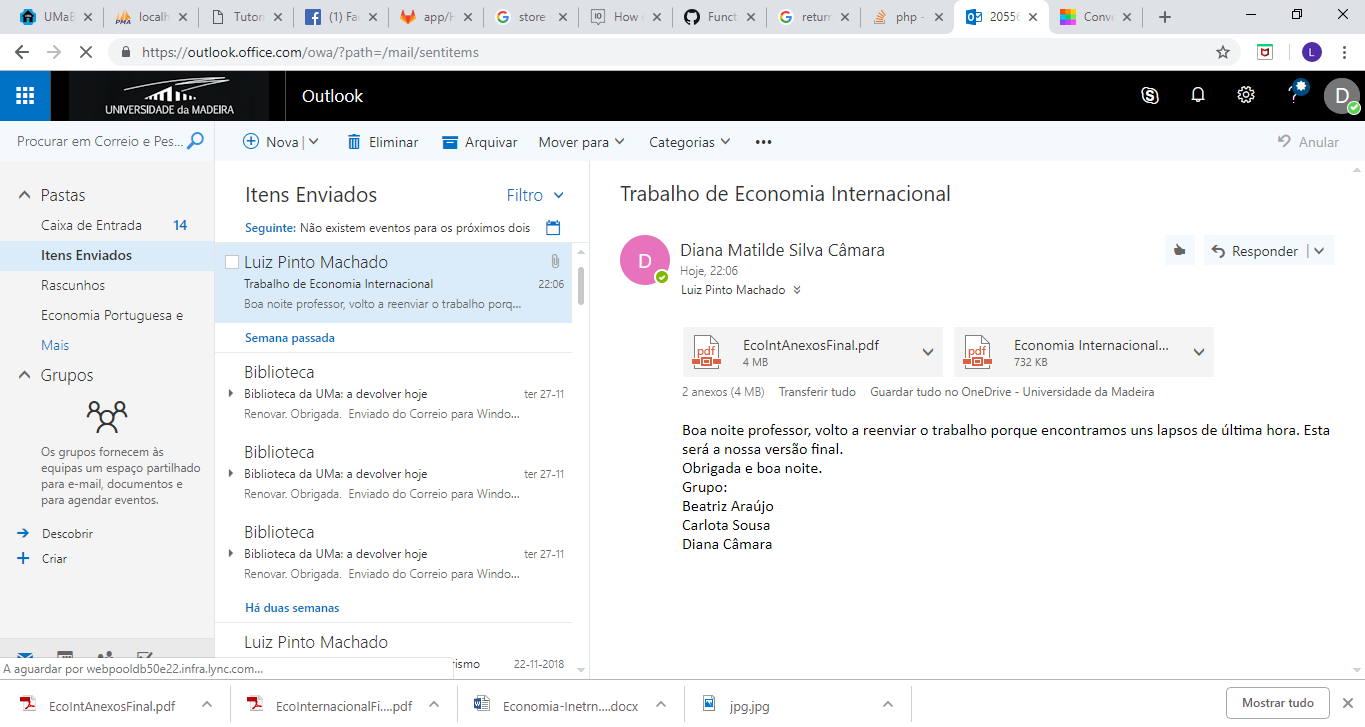 UMaB
localh
Tutori
(1) Fac
app/H
store
How c
Functi
return
php -
20556
Conve
https://outlook.office.com/owa/?path=/mail/sentitems
L
UNIVERSIDADE da MADEIRA
Outlook
?
D
Procurar em Correio e Pes...
Nova
Eliminar
Arquivar
Mover para
Categorias
Anular
Pastas
Caixa de Entrada 14
Itens Enviados
Rascunhos
Economia Portuguesa e
Mais
Grupos
Os grupos fornecem às
equipas um espaço partilhado
para e-mail, documentos e
para agendar eventos.
Descobrir
Criar
A aguardar por webpooldb50e22.infra.lync.com...
Itens Enviados
Filtro
Seguinte: Não existem eventos para os próximos dois
Luiz Pinto Machado
Trabalho de Economia Internacional 22:06
Boa noite professor, volto a reenviar o trabalho porq...
Semana passada
Biblioteca
Biblioteca da UMa: a devolver hoje ter 27-11
Renovar. Obrigada. Enviado do Correio para Windo...
Biblioteca
Biblioteca da UMa: a devolver hoje ter 27-11
Renovar. Obrigada. Enviado do Correio para Windo...
Biblioteca
Biblioteca da UMa: a devolver hoje ter 27-11
Renovar. Obrigada. Enviado do Correio para Windo...
Há duas semanas
Luiz Pinto Machado
rismo 22-11-2018
Trabalho de Economia Internacional
D
Diana Matilde Silva Câmara
Hoje, 22:06
Luiz Pinto Machado
Responder
pdf
EcoIntAnexosFinal.pdf
4 MB
pdf
Economia Internacional...
732 KB
2 anexos (4 MB) Transferir tudo Guardar tudo no OneDrive - Universidade da Madeira
Boa noite professor, volto a reenviar o trabalho porque encontramos uns lapsos de última hora. Esta
será a nossa versão final.
Obrigada e boa noite.
Grupo:
Beatriz Araújo
Carlota Sousa
Diana Câmara
EcoIntAnexosFinal.pdf
EcoInternacionalFi....pdf
Economia-Inetrn....docx
jpg.jpg
Mostrar tudo